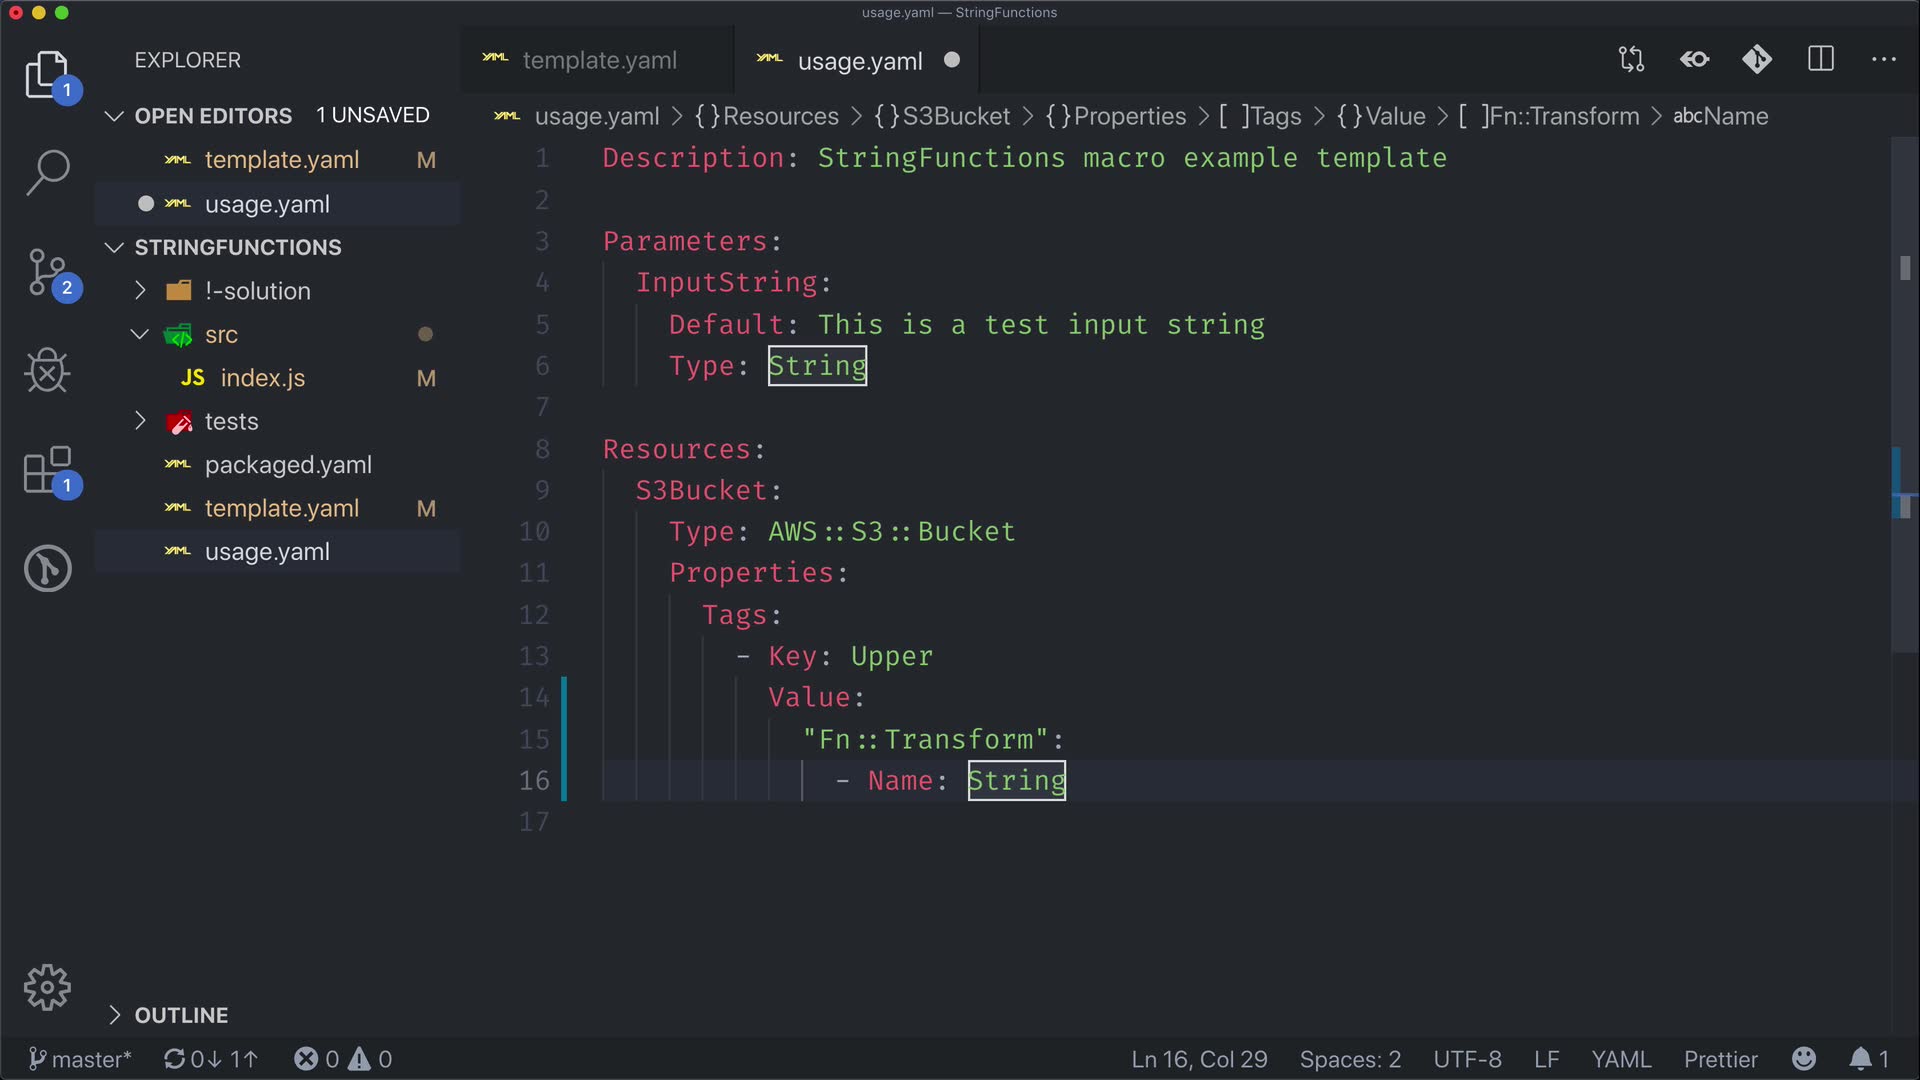 usage.yaml — StringFunctions
EXPLORER
template.yaml
usage.yaml
1
OPEN EDITORS 1 UNSAVED
template.yaml M
usage.yaml
STRINGFUNCTIONS
!-solution
src
JS index.js M
tests
packaged.yaml
template.yaml M
usage.yaml
2
1
OUTLINE
usage.yaml > {}Resources > {}S3Bucket > {}Properties > [ ]Tags > {}Value > [ ]Fn::Transform > abcName
1 Description: StringFunctions macro example template
2
3 Parameters:
4 InputString:
5 Default: This is a test input string
6 Type: String
7
8 Resources:
9 S3Bucket:
10 Type: AWS::S3::Bucket
11 Properties:
12 Tags:
13 - Key: Upper
14 Value:
15 "Fn::Transform":
16 - Name: String
17
master* 0↓ 1↑ 0 0 Ln 16, Col 29 Spaces: 2 UTF-8 LF YAML Prettier 1